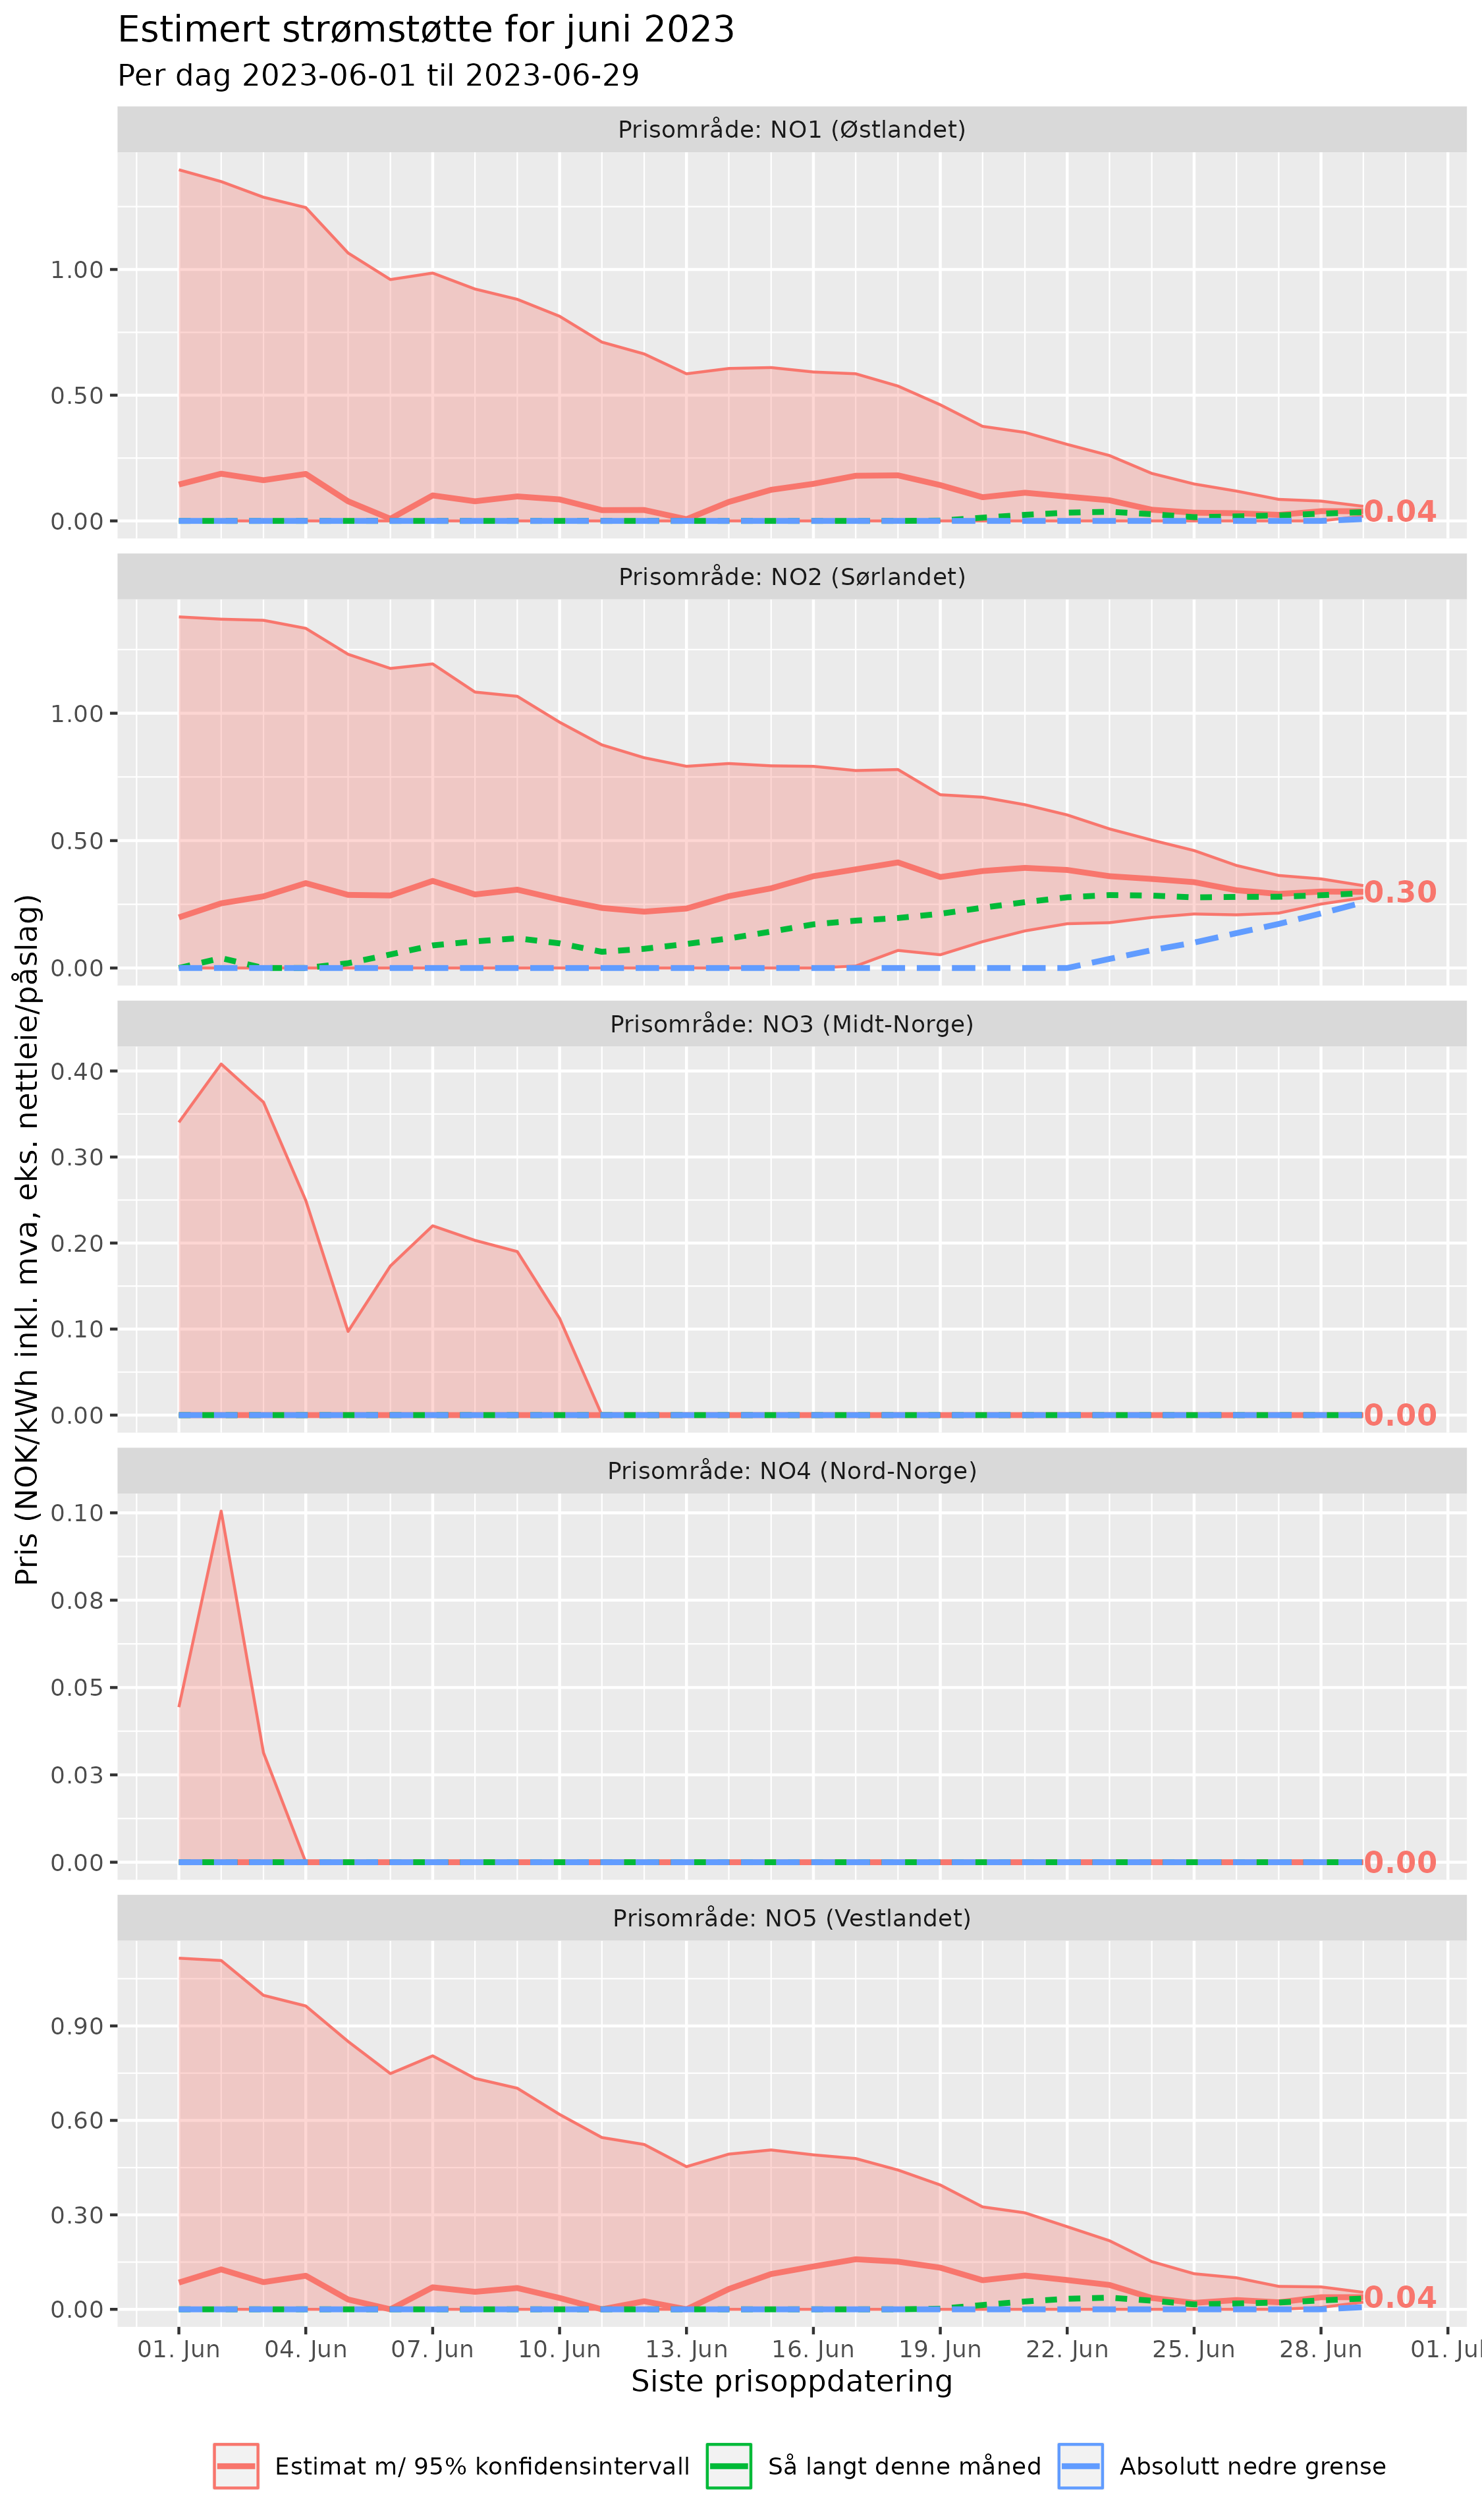 Estimert strømstøtte for juni 2023
Per dag 2023-06-01 til 2023-06-29
Pris (NOK/kWh inkl. mva, eks. nettleie/påslag)
Prisområde: NO1 (Østlandet)
1.00
0.50
0.00
0.04
Prisområde: NO2 (Sørlandet)
1.00
0.50
0.00
0.30
Prisområde: NO3 (Midt-Norge)
0.40
0.30
0.20
0.10
0.00
0.00
Prisområde: NO4 (Nord-Norge)
0.10
0.08
0.05
0.03
0.00
0.00
Prisområde: NO5 (Vestlandet)
0.90
0.60
0.30
0.00
0.04
01. Jun 04. Jun 07. Jun 10. Jun 13. Jun 16. Jun 19. Jun 22. Jun 25. Jun 28. Jun 01. Jul
Siste prisoppdatering
Estimat m/ 95% konfidensintervall Så langt denne måned Absolutt nedre grense